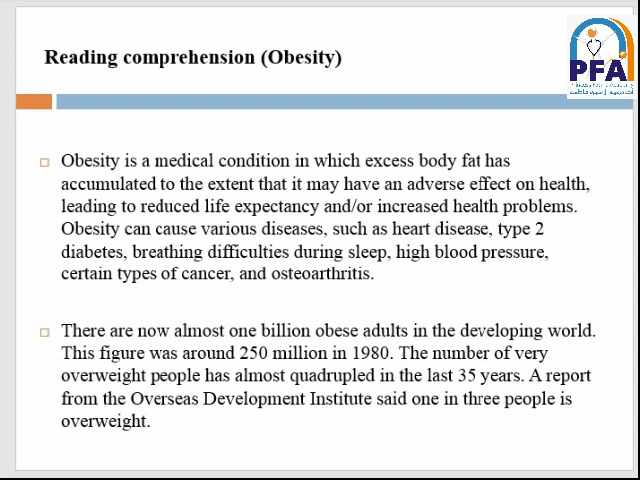 Reading comprehension (Obesity)
PFA
Obesity is a medical condition in which excess body fat has
accumulated to the extent that it may have an adverse effect on health,
leading to reduced life expectancy and/or increased health problems.
Obesity can cause various diseases, such as heart disease, type 2
diabetes, breathing difficulties during sleep, high blood pressure,
certain types of cancer, and osteoarthritis.
There are now almost one billion obese adults in the developing world.
This figure was around 250 million in 1980. The number of very
overweight people has almost quadrupled in the last 35 years. A report
from the Overseas Development Institute said one in three people is
overweight.